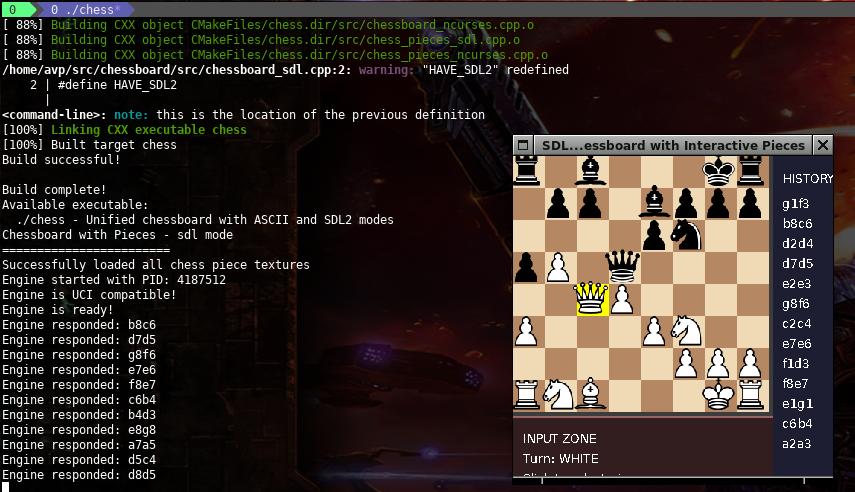 0 0 ./chess*
[ 88%] Building CXX object CMakeFiles/chess.dir/src/chessboard_ncurses.cpp.o
[ 88%] Building CXX object CMakeFiles/chess.dir/src/chess_pieces_sdl.cpp.o
[ 88%] Building CXX object CMakeFiles/chess.dir/src/chess_pieces_ncurses.cpp.o
/home/avp/src/chessboard/src/chessboard_sdl.cpp:2: warning: "HAVE_SDL2" redefined
2 | #define HAVE_SDL2
|
<command-line>: note: this is the location of the previous definition
[100%] Linking CXX executable chess
[100%] Built target chess
Build successful!
Build complete!
Available executable:
./chess - Unified chessboard with ASCII and SDL2 modes
Chessboard with Pieces - sdl mode
========================
Successfully loaded all chess piece textures
Engine started with PID: 4187512
Engine is UCI compatible!
Engine is ready!
Engine responded: b8c6
Engine responded: d7d5
Engine responded: g8f6
Engine responded: e7e6
Engine responded: f8e7
Engine responded: c6b4
Engine responded: b4d3
Engine responded: e8g8
Engine responded: a7a5
Engine responded: d5c4
Engine responded: d8d5
SDL...essboard with Interactive Pieces
HISTORY
g1f3
b8c6
d2d4
d7d5
e2e3
g8f6
c2c4
e7e6
f1d3
f8e7
e1g1
c6b4
a2a3
INPUT ZONE
Turn: WHITE